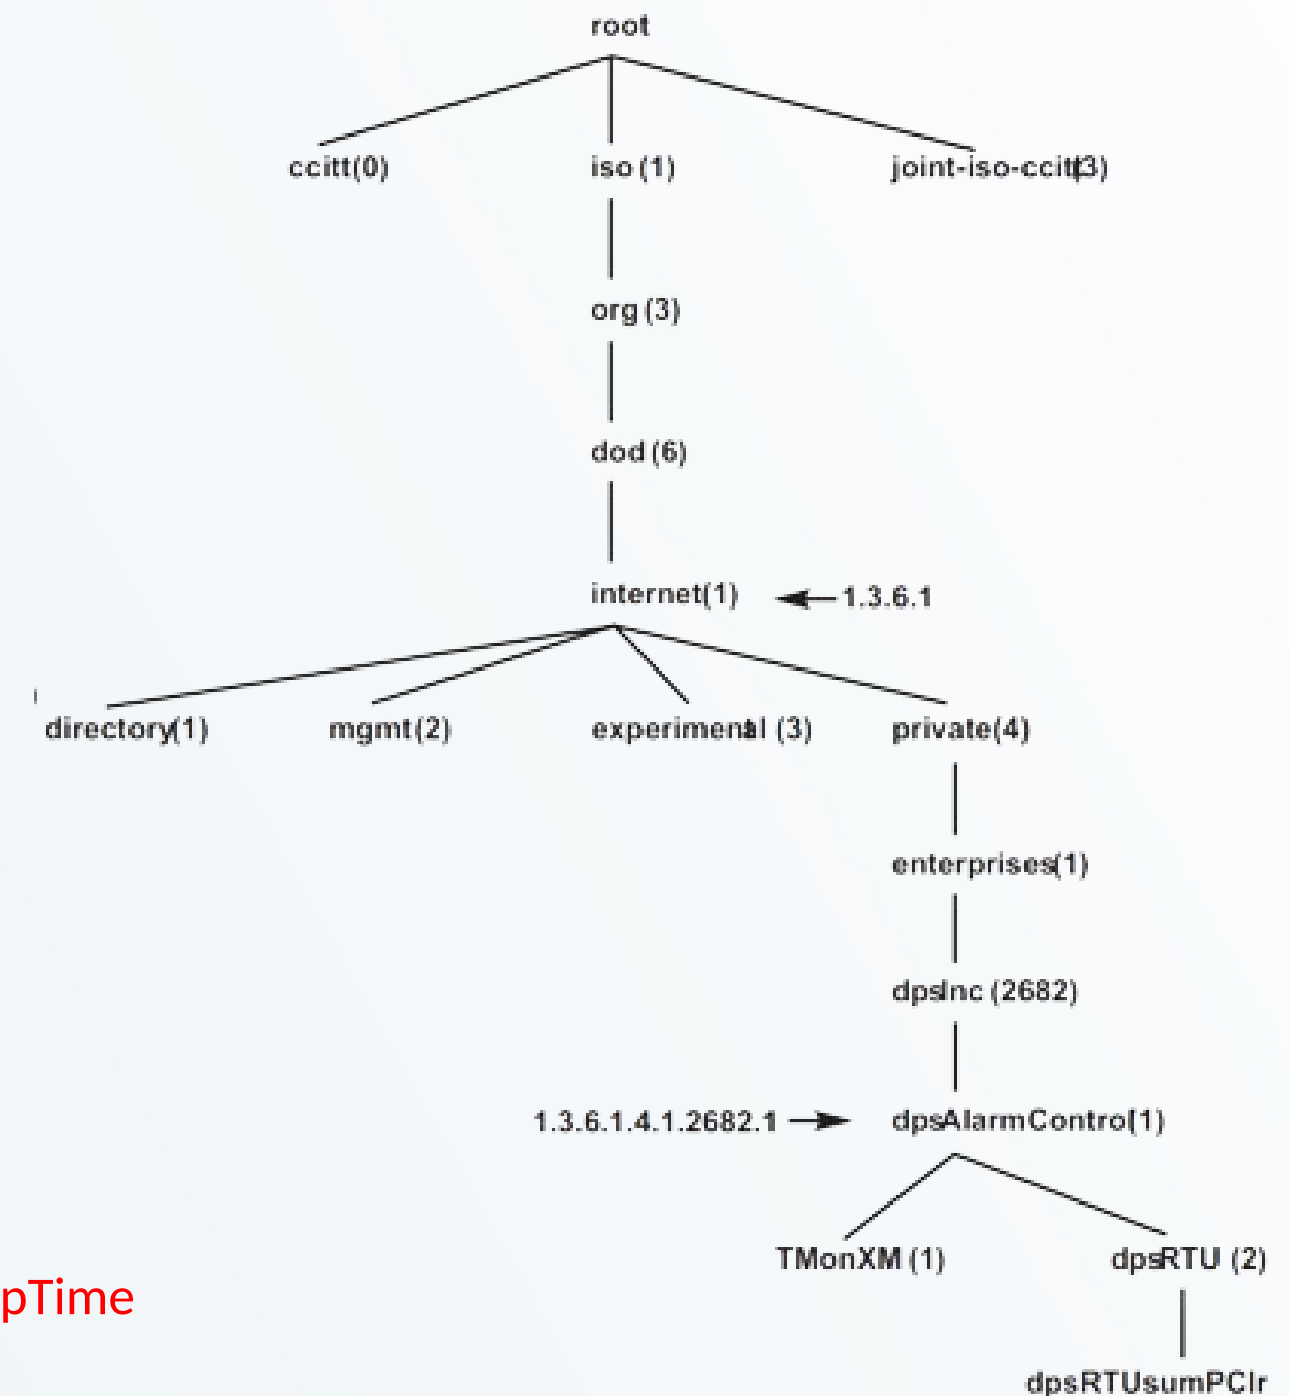 root
ccitt(0) iso (1) joint-iso-ccitt(3)
org (3)
dod (6)
internet(1) 1.3.6.1
directory(1) mgmt(2) experimental (3) private(4)
enterprises(1)
dpsInc (2682)
1.3.6.1.4.1.2682.1 dpsAlarmControl(1)
TMonXM (1) dpsRTU (2)
pTime
dpsRTUsumPClr